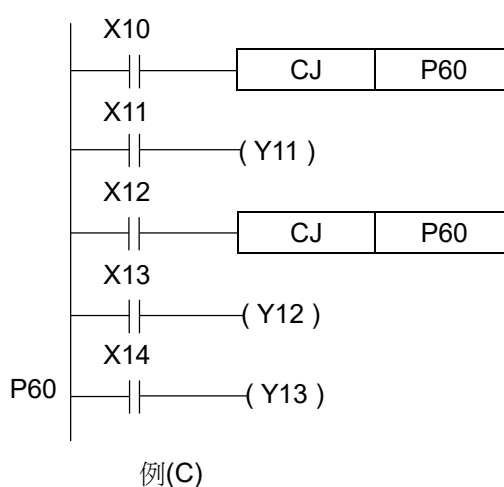 X10
CJ P60
X11
( Y11 )
X12
CJ P60
X13
( Y12 )
X14
P60 ( Y13 )
例(C)